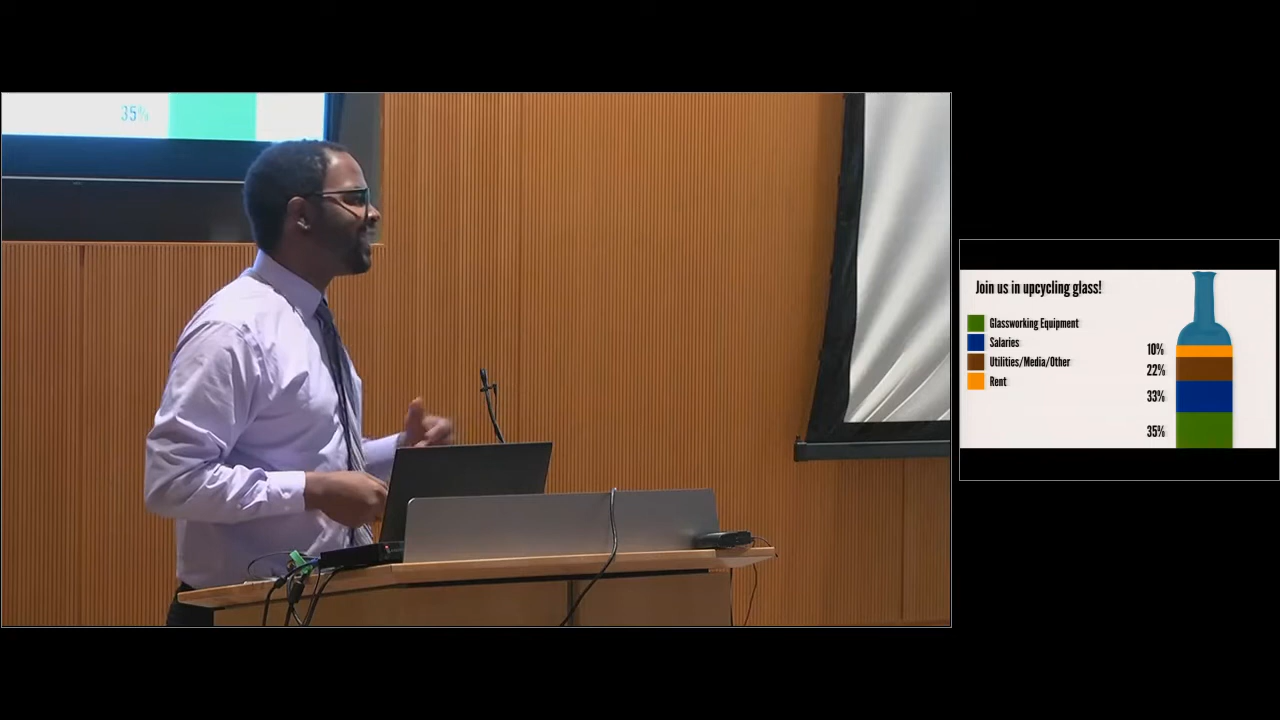 35%
Join us in upcycling glass!
Glassworking Equipment
Salaries
Utilities/Media/Other
Rent
10%
22%
33%
35%